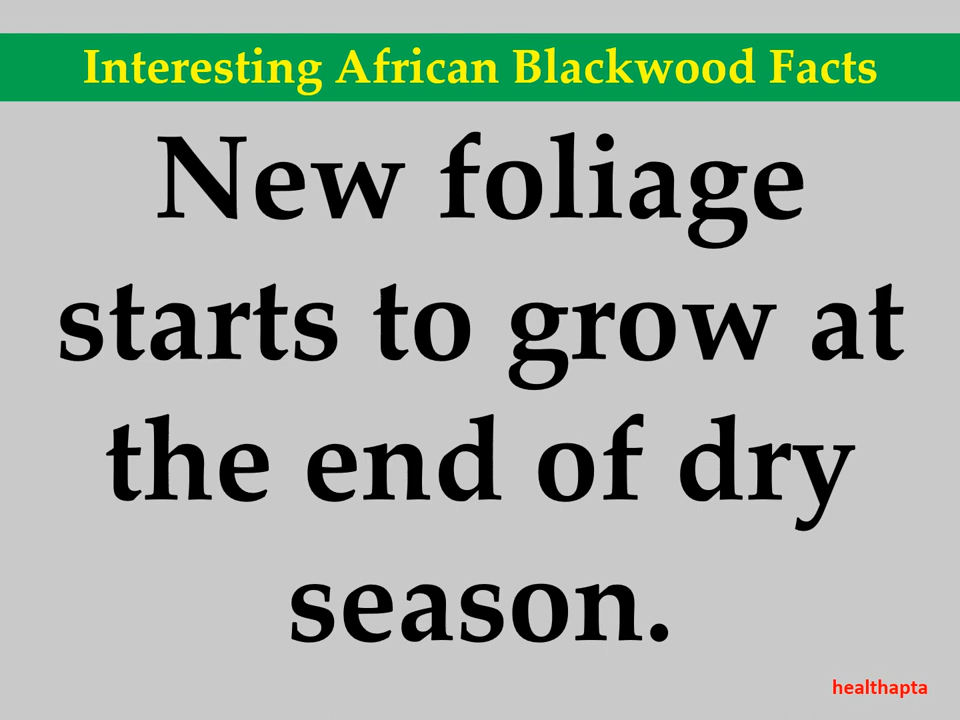 Interesting African Blackwood Facts
New foliage
starts to grow at
the end of dry
season.
healthapta